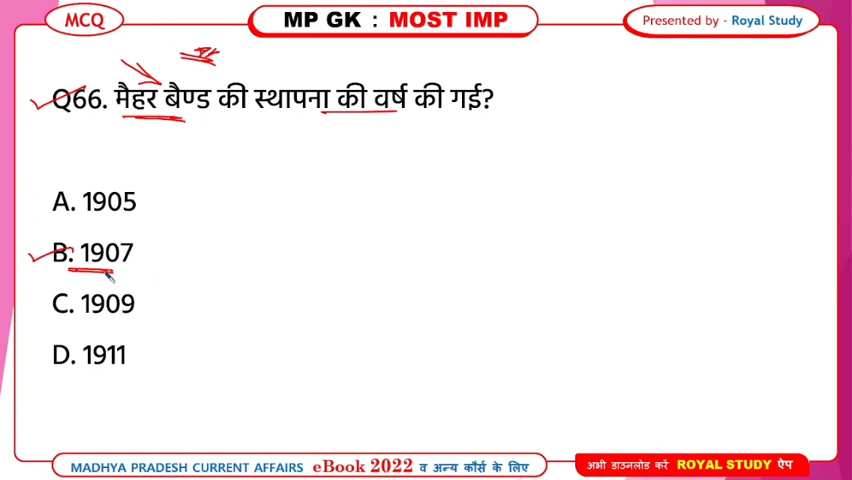 MCQ
MP GK : MOST IMP
Presented by - Royal Study
Q66. मैहर बैण्ड की स्थापना की वर्ष की गई?
A. 1905
B. 1907
C. 1909
D. 1911
MADHYA PRADESH CURRENT AFFAIRS eBook 2022 व अन्य कौर्स के लिए
अभी डाउनलोड करें ROYAL STUDY ऐप